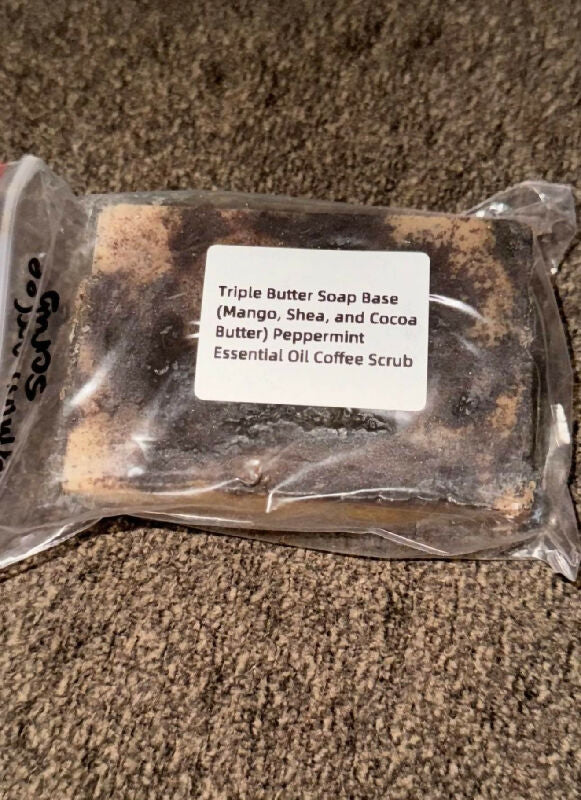 Triple Butter Soap Base
(Mango, Shea, and Cocoa
Butter) Peppermint
Essential Oil Coffee Scrub